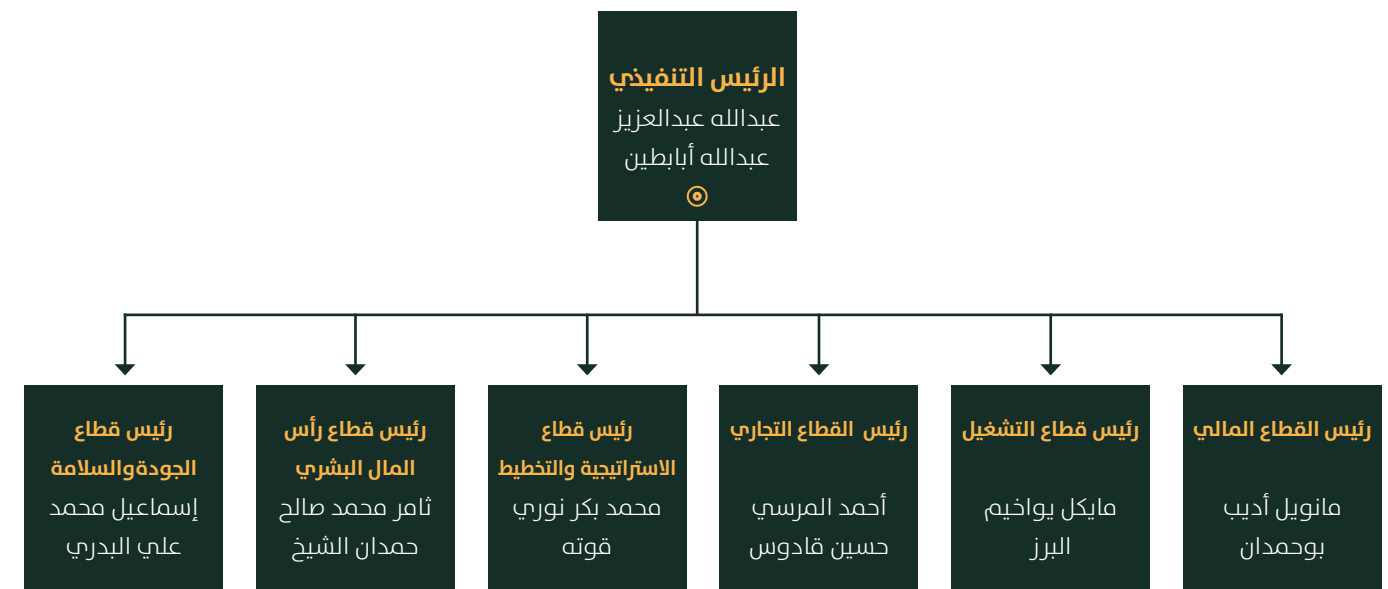 الرئيس التنفيذي
عبدالله عبدالعزيز
عبدالله أبابطين
رئيس القطاع المالي
مانويل أديب
بوحمدان
رئيس قطاع التشغيل
مايكل يواخيم
البرز
رئيس القطاع التجاري
أحمد المرسي
حسين قادوس
رئيس قطاع
الاستراتيجية والتخطيط
محمد بكر نوري
قوته
رئيس قطاع رأس
المال البشري
ثامر محمد صالح
حمدان الشيخ
رئيس قطاع
الجودةوالسلامة
إسماعيل محمد
علي البدري